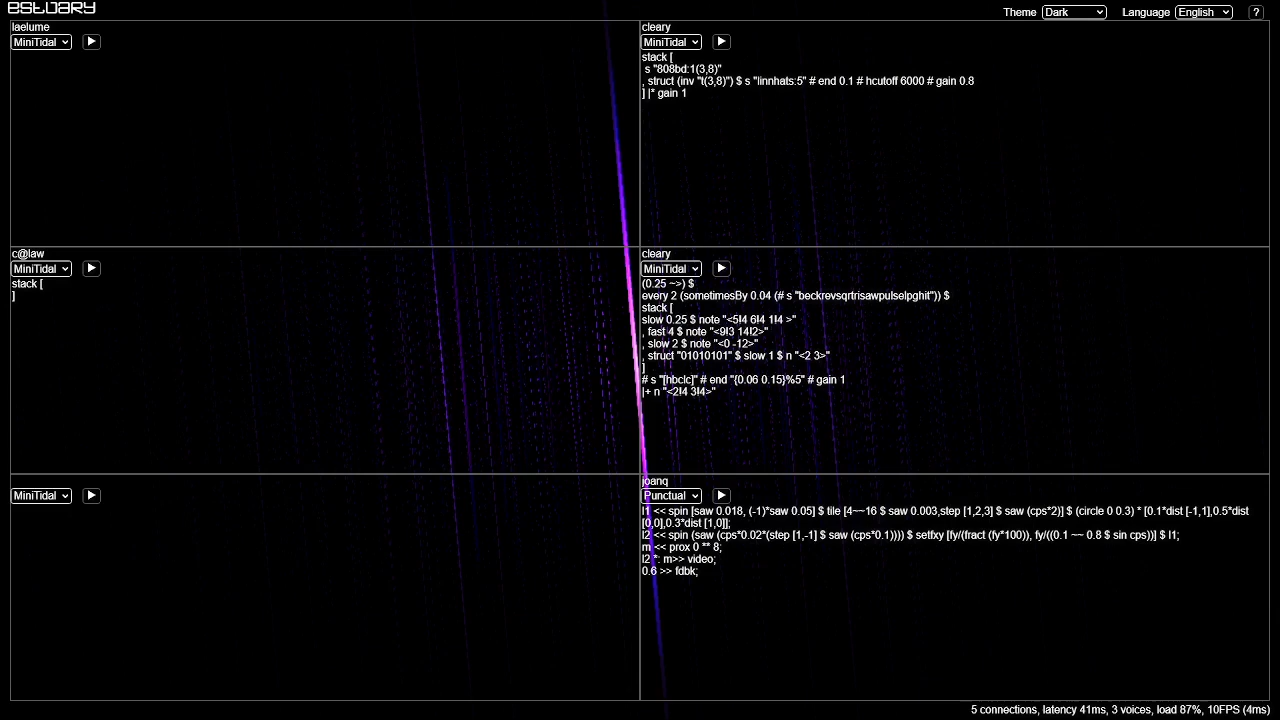 estuary
Theme Dark Language English ?
laelume
MiniTidal
cleary
MiniTidal
stack [
s "808bd:1(3,8)"
, struct (inv "t(3,8)") $ s "linnhats:5" # end 0.1 # hcutoff 6000 # gain 0.8
] |* gain 1
c@law
MiniTidal
stack [
]
cleary
MiniTidal
(0.25 ~>) $
every 2 (sometimesBy 0.04 (# s "beckrevsqrtrisawpulselpghit")) $
stack [
slow 0.25 $ note "<5!4 6!4 1!4 >"
, fast 4 $ note "<9!3 14!2>"
, slow 2 $ note "<0 -12>"
, struct "01010101" $ slow 1 $ n "<2 3>"
]
# s "[hbclc]" # end "{0.06 0.15}%5" # gain 1
|+ n "<2!4 3!4>"
MiniTidal
joanq
Punctual
l1 << spin [saw 0.018, (-1)*saw 0.05] $ tile [4~~16 $ saw 0.003,step [1,2,3] $ saw (cps*2)] $ (circle 0 0.3) * [0.1*dist [-1,1],0.5*dist
[0,0],0.3*dist [1,0]];
l2 << spin (saw (cps*0.02*(step [1,-1] $ saw (cps*0.1)))) $ setfxy [fy/(fract (fy*100)), fy/((0.1 ~~ 0.8 $ sin cps))] $ l1;
m << prox 0 ** 8;
l2 *: m>> video;
0.6 >> fdbk;
5 connections, latency 41ms, 3 voices, load 87%, 10FPS (4ms)